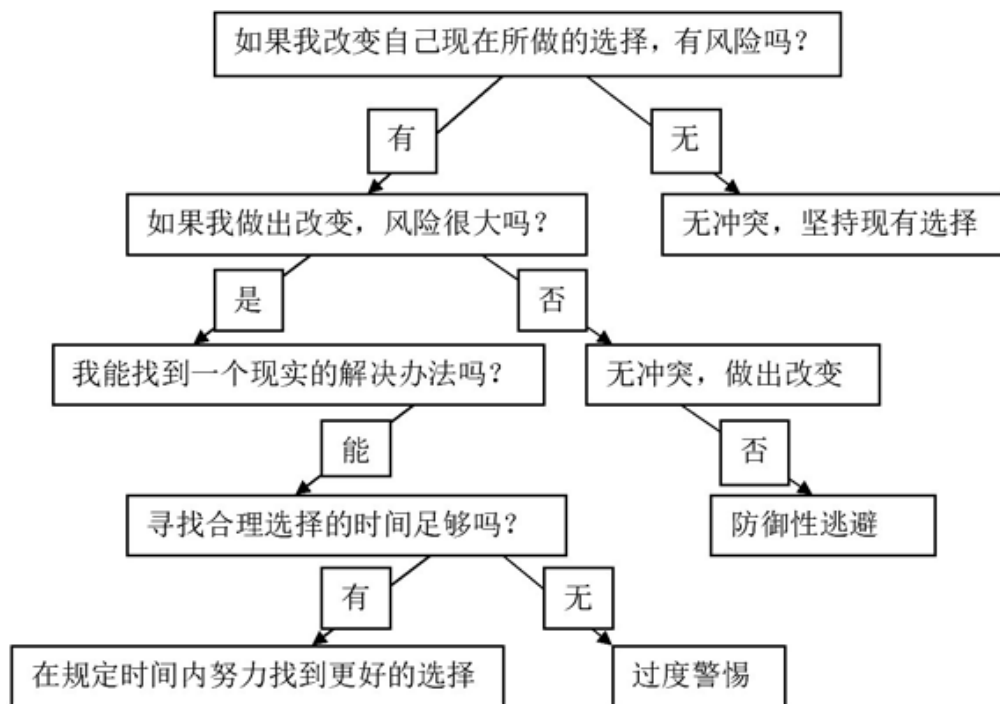 如果我改变自己现在所做的选择，有风险吗？
有
无
如果我做出改变，风险很大吗？
无冲突，坚持现有选择
是
否
我能找到一个现实的解决办法吗？
无冲突，做出改变
能
否
寻找合理选择的时间足够吗？
防御性逃避
有
无
在规定时间内努力找到更好的选择
过度警惕